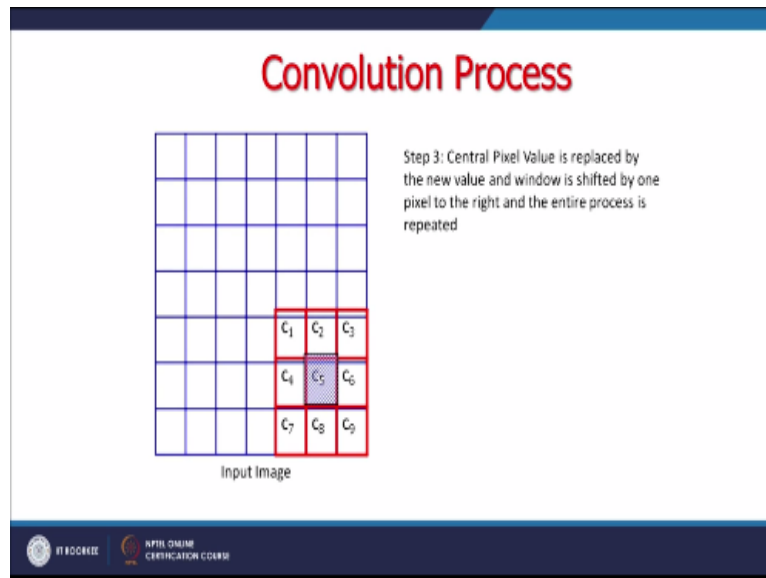 Convolution Process
Step 3: Central Pixel Value is replaced by
the new value and window is shifted by one
pixel to the right and the entire process is
repeated
C₁ C₂ C₃
C₄ C₅ C₆
C₇ C₈ C₉
Input Image
IIT ROORKEE
NPTEL ONLINE
CERTIFICATION COURSE